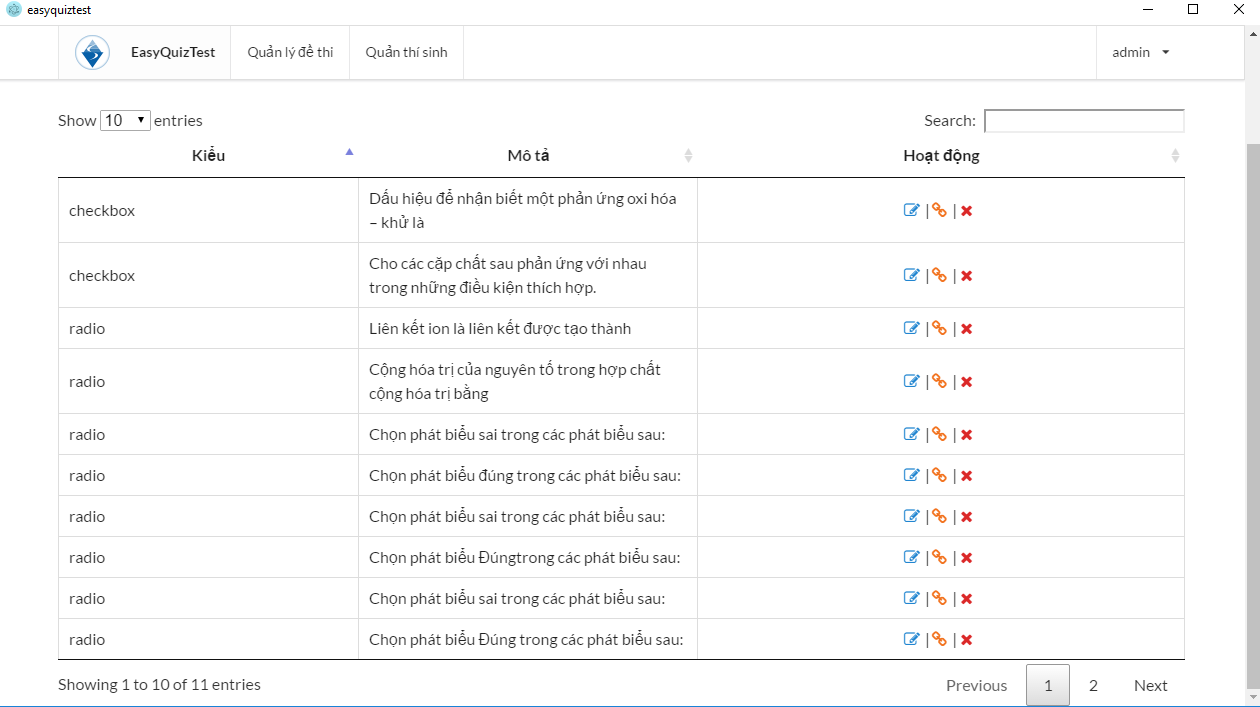 easyquiztest
EasyQuizTest Quản lý đề thi Quản thí sinh admin
Show 10 entries Search:
Kiểu Mô tả Hoạt động
checkbox Dấu hiệu để nhận biết một phản ứng oxi hóa
– khử là
| |
checkbox Cho các cặp chất sau phản ứng với nhau
trong những điều kiện thích hợp.
| |
radio Liên kết ion là liên kết được tạo thành | |
radio Cộng hóa trị của nguyên tố trong hợp chất
cộng hóa trị bằng
| |
radio Chọn phát biểu sai trong các phát biểu sau: | |
radio Chọn phát biểu đúng trong các phát biểu sau: | |
radio Chọn phát biểu sai trong các phát biểu sau: | |
radio Chọn phát biểu Đúngtrong các phát biểu sau: | |
radio Chọn phát biểu sai trong các phát biểu sau: | |
radio Chọn phát biểu Đúng trong các phát biểu sau: | |
Showing 1 to 10 of 11 entries Previous 1 2 Next